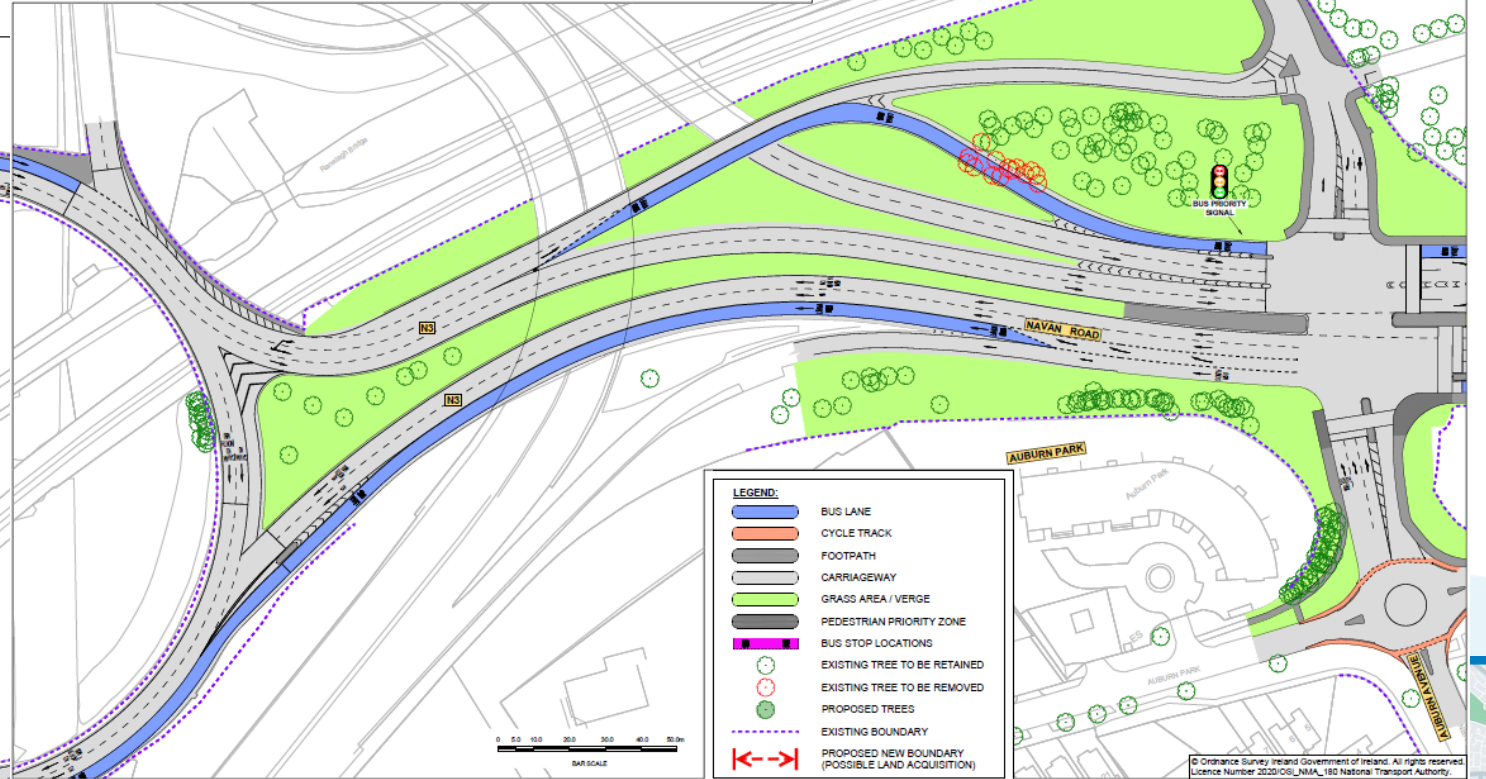 Ranelagh Bridge
BUS PRIORITY
SIGNAL
N3
NAVAN ROAD
N3
AUBURN PARK
Auburn Park
LEGEND:
BUS LANE
CYCLE TRACK
FOOTPATH
CARRIAGEWAY
GRASS AREA / VERGE
PEDESTRIAN PRIORITY ZONE
BUS STOP LOCATIONS
EXISTING TREE TO BE RETAINED
EXISTING TREE TO BE REMOVED
PROPOSED TREES
EXISTING BOUNDARY
PROPOSED NEW BOUNDARY
(POSSIBLE LAND ACQUISITION)
ES
AUBURN PARK
AUBURN AVENUE
0 5.0 10.0 20.0 30.0 40.0 50.0m
BAR SCALE
© Ordnance Survey Ireland Government of Ireland. All rights reserved.
Licence Number 2020/OSi_NMA_180 National Transport Authority.